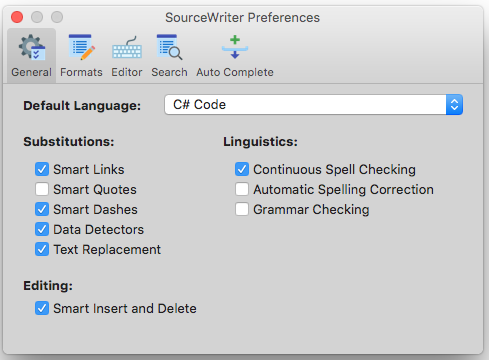 SourceWriter Preferences
General Formats Editor Search Auto Complete
Default Language: C# Code
Substitutions: Linguistics:
Smart Links Continuous Spell Checking
Smart Quotes Automatic Spelling Correction
Smart Dashes Grammar Checking
Data Detectors
Text Replacement
Editing:
Smart Insert and Delete